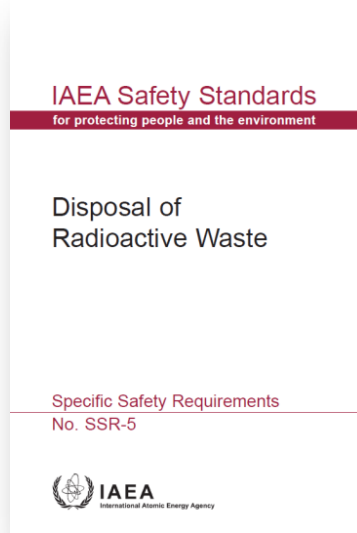 IAEA Safety Standards
for protecting people and the environment
Disposal of
Radioactive Waste
Specific Safety Requirements
No. SSR-5
IAEA
International Atomic Energy Agency